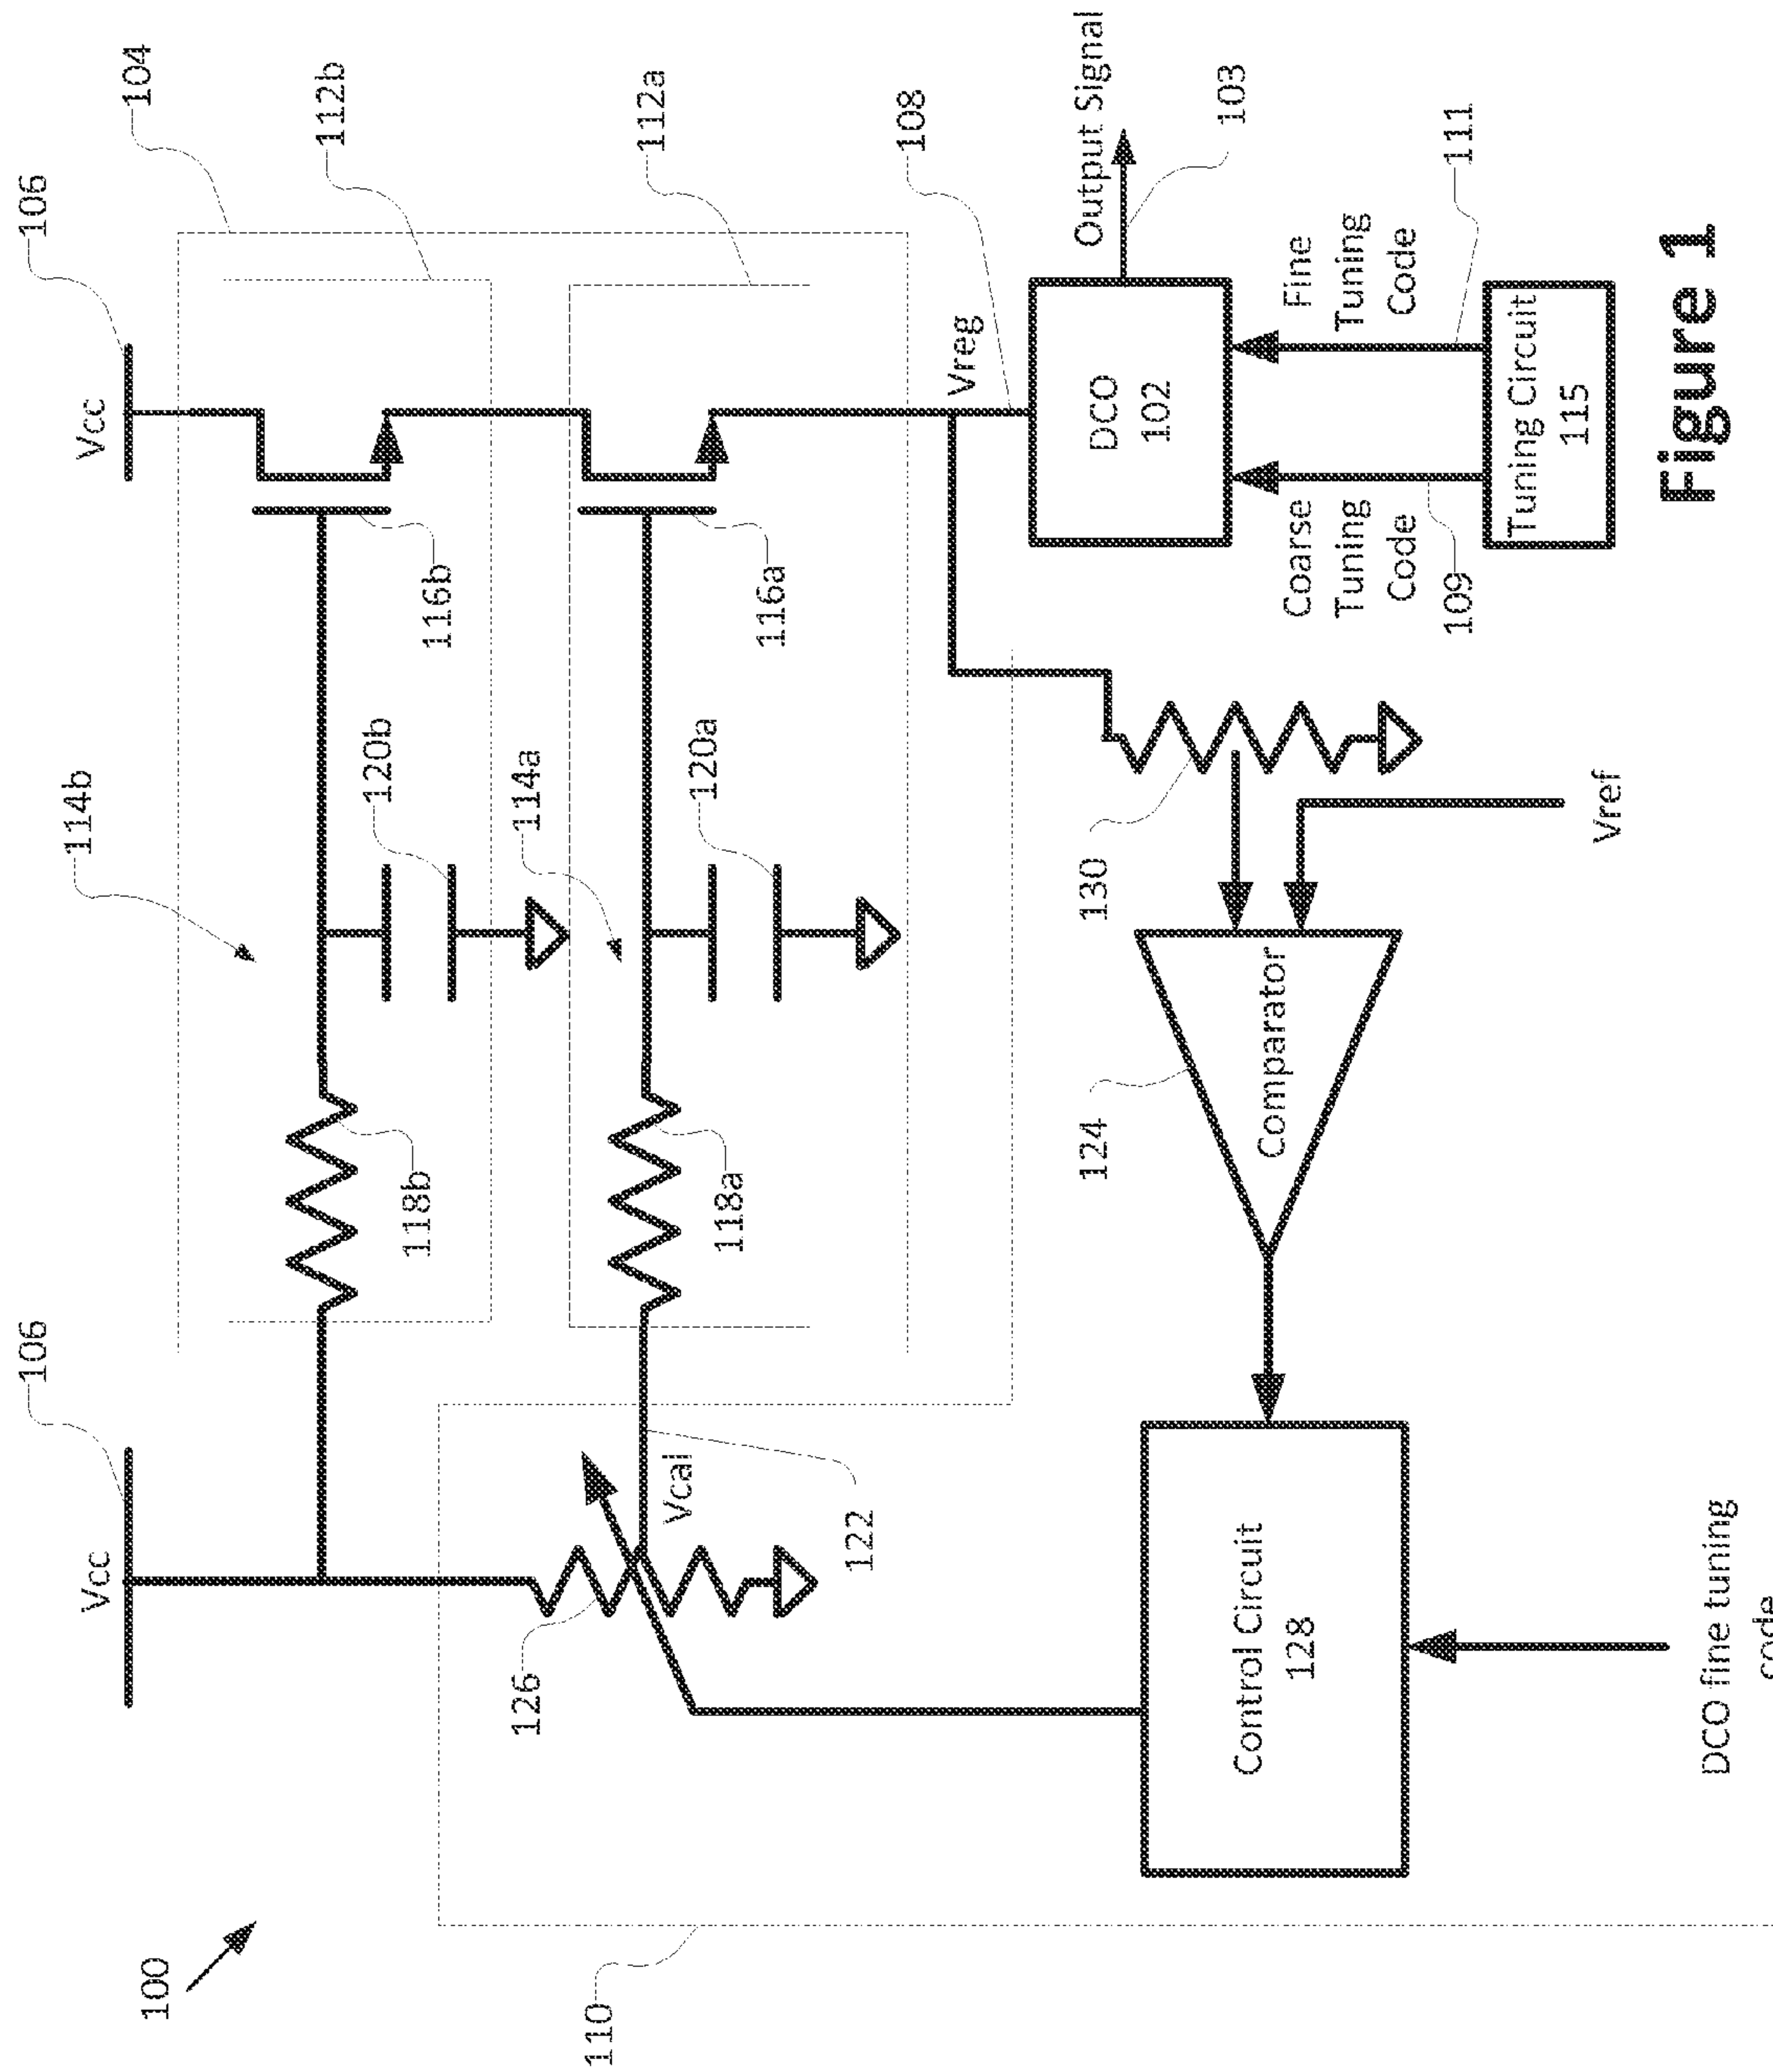 100
106
Vcc
106
Vcc
104
114b
112b
118b
120b
116b
114a
112a
126
Vcal
118a
120a
116a
110
122
Vreg
108
124
130
Comparator
DCO
102
Output Signal
103
Control Circuit
128
Vref
Coarse
Tuning
Code
109
Fine
Tuning
Code
111
Tuning Circuit
115
DCO fine tuning
code
Figure 1